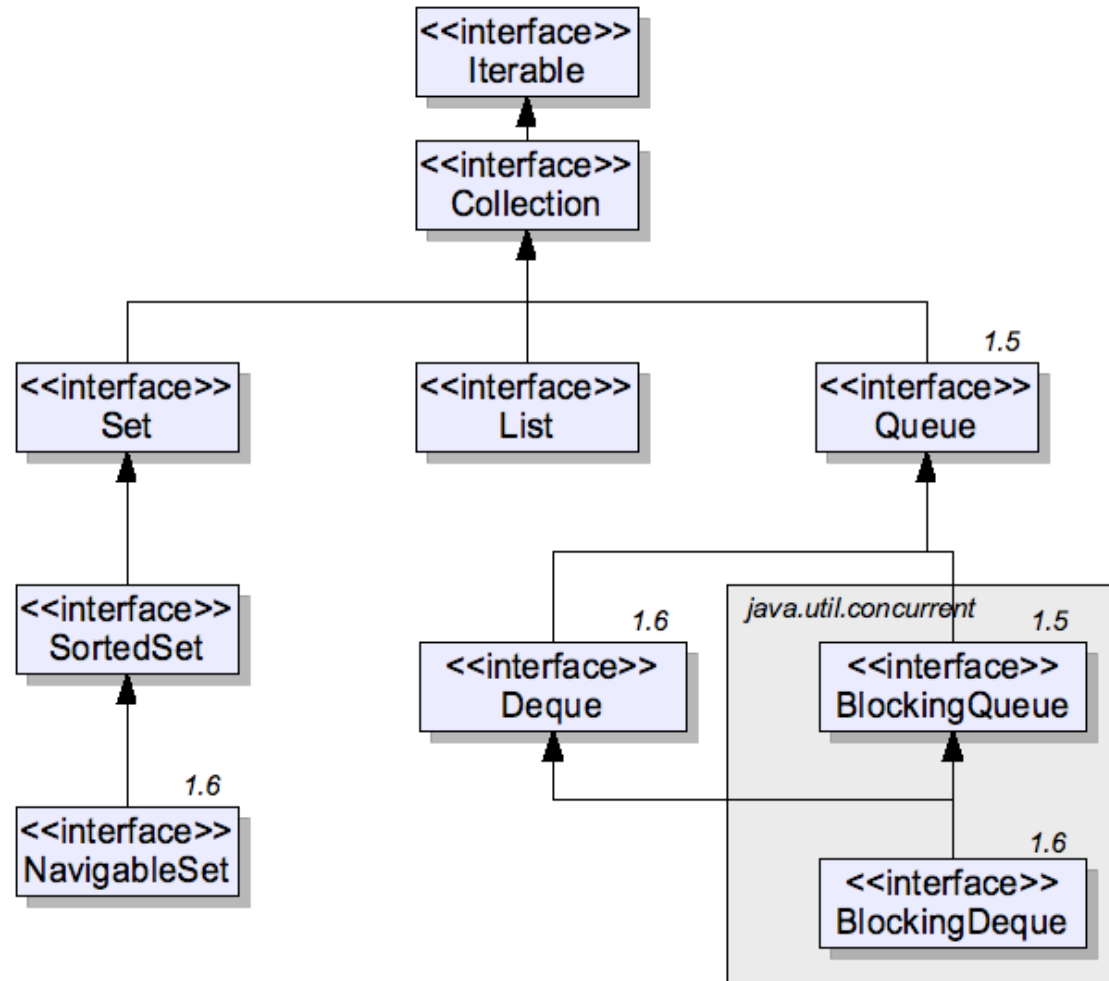 <<interface>>
Iterable
<<interface>>
Collection
1.5
<<interface>>
Set
<<interface>>
List
<<interface>>
Queue
<<interface>>
SortedSet
java.util.concurrent
1.6
<<interface>>
Deque
1.5
<<interface>>
BlockingQueue
1.6
<<interface>>
NavigableSet
1.6
<<interface>>
BlockingDeque